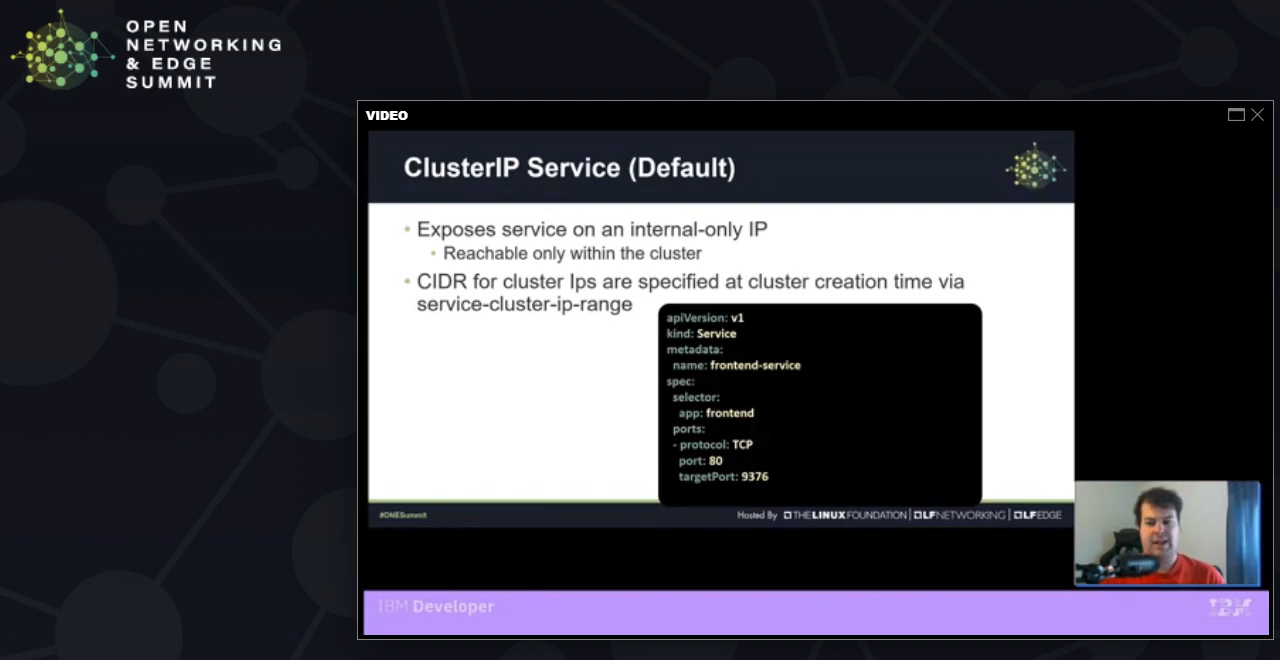 OPEN
NETWORKING
& EDGE
SUMMIT
VIDEO
ClusterIP Service (Default)
• Exposes service on an internal-only IP
• Reachable only within the cluster
• CIDR for cluster Ips are specified at cluster creation time via
service-cluster-ip-range
apiVersion: v1
kind: Service
metadata:
name: frontend-service
spec:
selector:
app: frontend
ports:
- protocol: TCP
port: 80
targetPort: 9376
#ONESummit
Hosted By THE LINUX FOUNDATION | LFNETWORKING | LFEDGE
IBM Developer
IBM